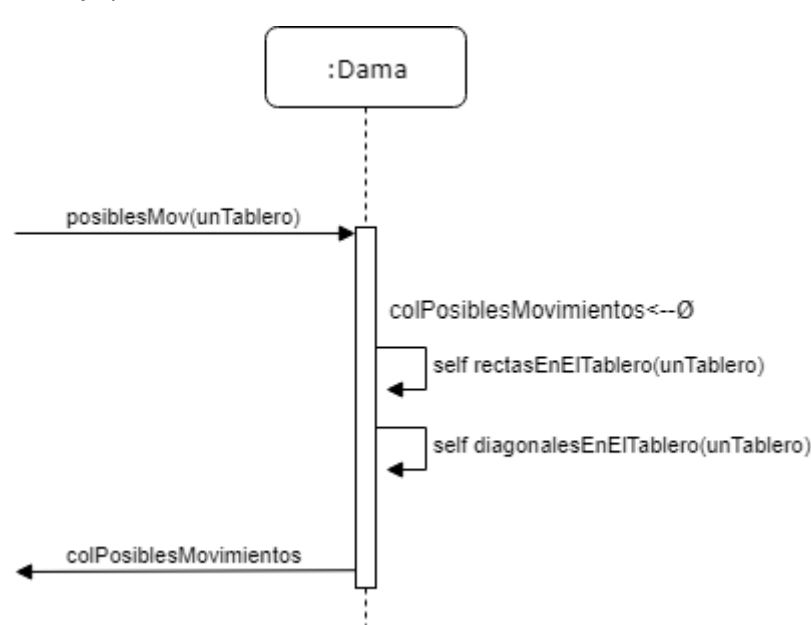 :Dama
posiblesMov(unTablero)
colPosiblesMovimientos<--Ø
self rectasEnElTablero(unTablero)
self diagonalesEnElTablero(unTablero)
colPosiblesMovimientos